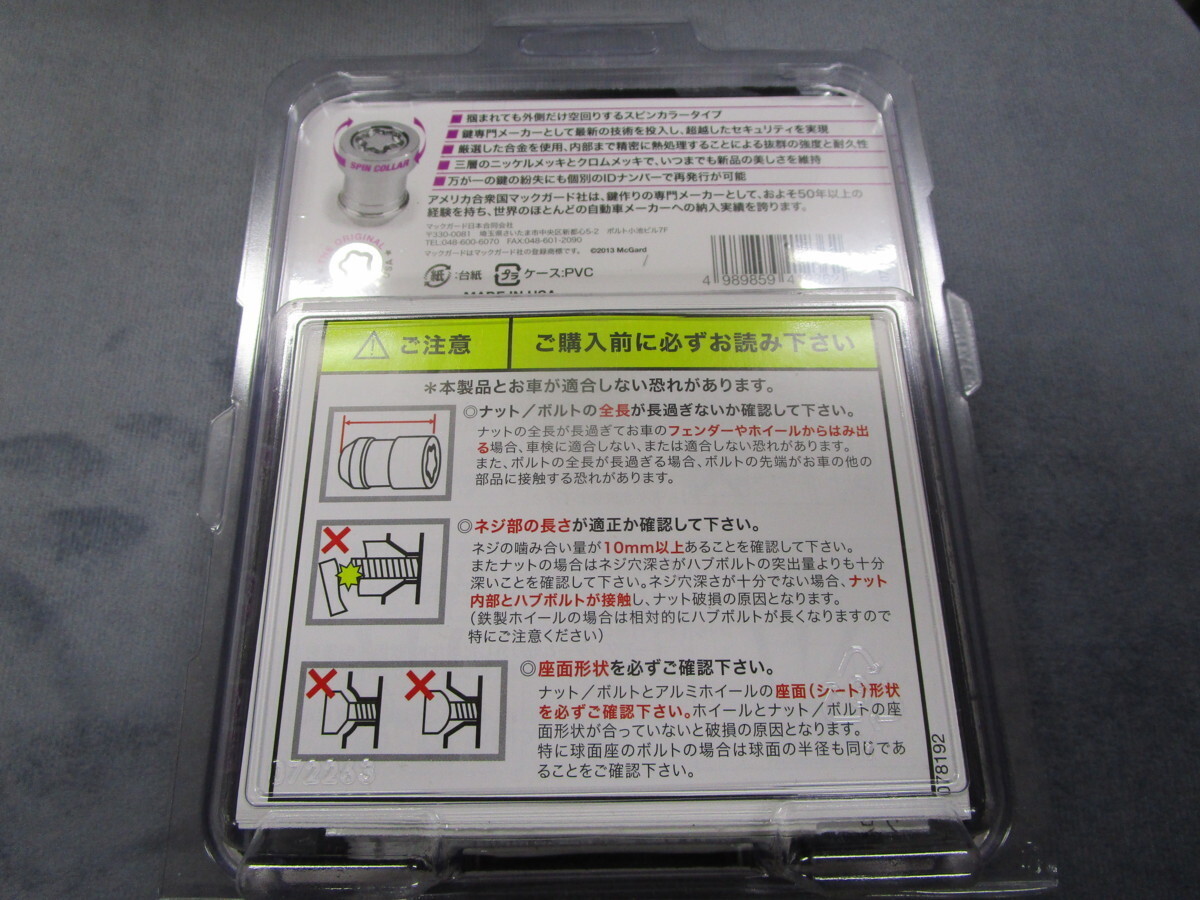 ■ 掴まれても外側だけ空回りするスピンカラータイプ
■ 鍵専門メーカーとして最新の技術を投入し、超越したセキュリティを実現
■ 厳選した合金を使用、内部まで精密に熱処理することによる抜群の強度と耐久性
■ 三層のニッケルメッキとクロムメッキで、いつまでも新品の美しさを維持
■ 万が一の鍵の紛失にも個別のIDナンバーで再発行が可能
SPIN COLLAR
アメリカ合衆国マックガード社は、鍵作りの専門メーカーとして、およそ50年以上の
経験を持ち、世界のほとんどの自動車メーカーへの納入実績を誇ります。
マックガード日本合同会社
〒330-0081 埼玉県さいたま市中央区新都心5-2 ポルト小池ビル7F
TEL.048-600-6070 FAX.048-601-2090
マックガードはマックガード社の登録商標です。 ©2013 McGard
ORIGINAL
USA
紙 :台紙 プラ ケース:PVC
4 989859 4
MADE IN USA
⚠ ご注意 ご購入前に必ずお読み下さい
＊本製品とお車が適合しない恐れがあります。
◎ナット／ボルトの全長が長過ぎないか確認して下さい。
ナットの全長が長過ぎてお車のフェンダーやホイールからはみ出
る場合、車検に適合しない、または適合しない恐れがあります。
また、ボルトの全長が長過ぎる場合、ボルトの先端がお車の他の
部品に接触する恐れがあります。
◎ネジ部の長さが適正か確認して下さい。
ネジの噛み合い量が10mm以上あることを確認して下さい。
またナットの場合はネジ穴深さがハブボルトの突出量よりも十分
深いことを確認して下さい。ネジ穴深さが十分でない場合、ナット
内部とハブボルトが接触し、ナット破損の原因となります。
(鉄製ホイールの場合は相対的にハブボルトが長くなりますので
特にご注意ください)
◎座面形状を必ずご確認下さい。
ナット／ボルトとアルミホイールの座面(シート)形状
を必ずご確認下さい。ホイールとナット／ボルトの座
面形状が合っていないと破損の原因となります。
特に球面座のボルトの場合は球面の半径も同じであ
ることをご確認下さい。
078192